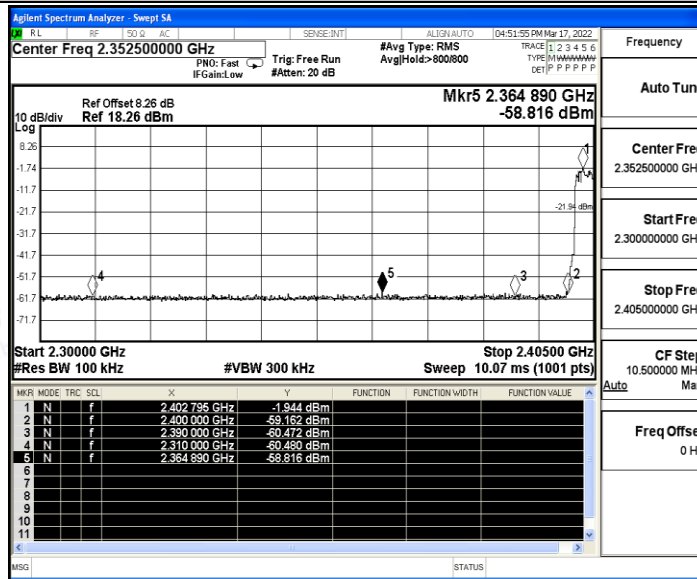 Agilent Spectrum Analyzer - Swept SA
RL RF 50 Ω AC SENSE:INT ALIGN AUTO 04:51:55 PM Mar 17, 2022
Center Freq 2.352500000 GHz
PNO: Fast
IFGain:Low
Trig: Free Run
#Atten: 20 dB
#Avg Type: RMS
Avg|Hold:>800/800
TRACE 1 2 3 4 5 6
TYPE M
DET P P P P P P
Ref Offset 8.26 dB
Ref 18.26 dBm
10 dB/div
Log
Mkr5 2.364 890 GHz
-58.816 dBm
8.26
-1.74
-11.7
-21.7
-31.7
-41.7
-51.7
-61.7
-71.7
1
-21.94 dBm
4
5
3
2
Start 2.30000 GHz
Stop 2.40500 GHz
#Res BW 100 kHz #VBW 300 kHz Sweep 10.07 ms (1001 pts)
MKR MODE TRC SCL X Y FUNCTION FUNCTION WIDTH FUNCTION VALUE
1 N f 2.402 795 GHz -1.944 dBm
2 N f 2.400 000 GHz -59.162 dBm
3 N f 2.390 000 GHz -60.472 dBm
4 N f 2.310 000 GHz -60.480 dBm
5 N f 2.364 890 GHz -58.816 dBm
6
7
8
9
10
11
MSG STATUS
Frequency
Auto Tun
Center Fre
2.352500000 GH
Start Fre
2.300000000 GH
Stop Fre
2.405000000 GH
CF Step
10.500000 MH
Auto Ma
Freq Offse
0 H